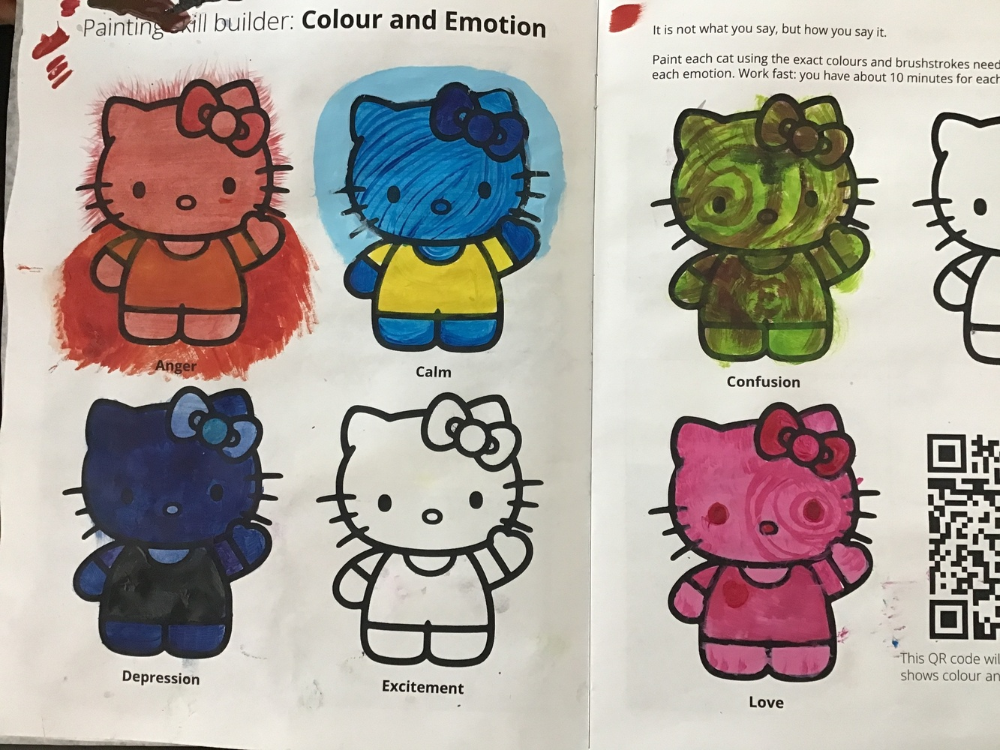 Painting skill builder: Colour and Emotion
It is not what you say, but how you say it.
Paint each cat using the exact colours and brushstrokes need
each emotion. Work fast: you have about 10 minutes for each
Anger
Calm
Confusion
Depression
Excitement
Love
This QR code wil
shows colour an